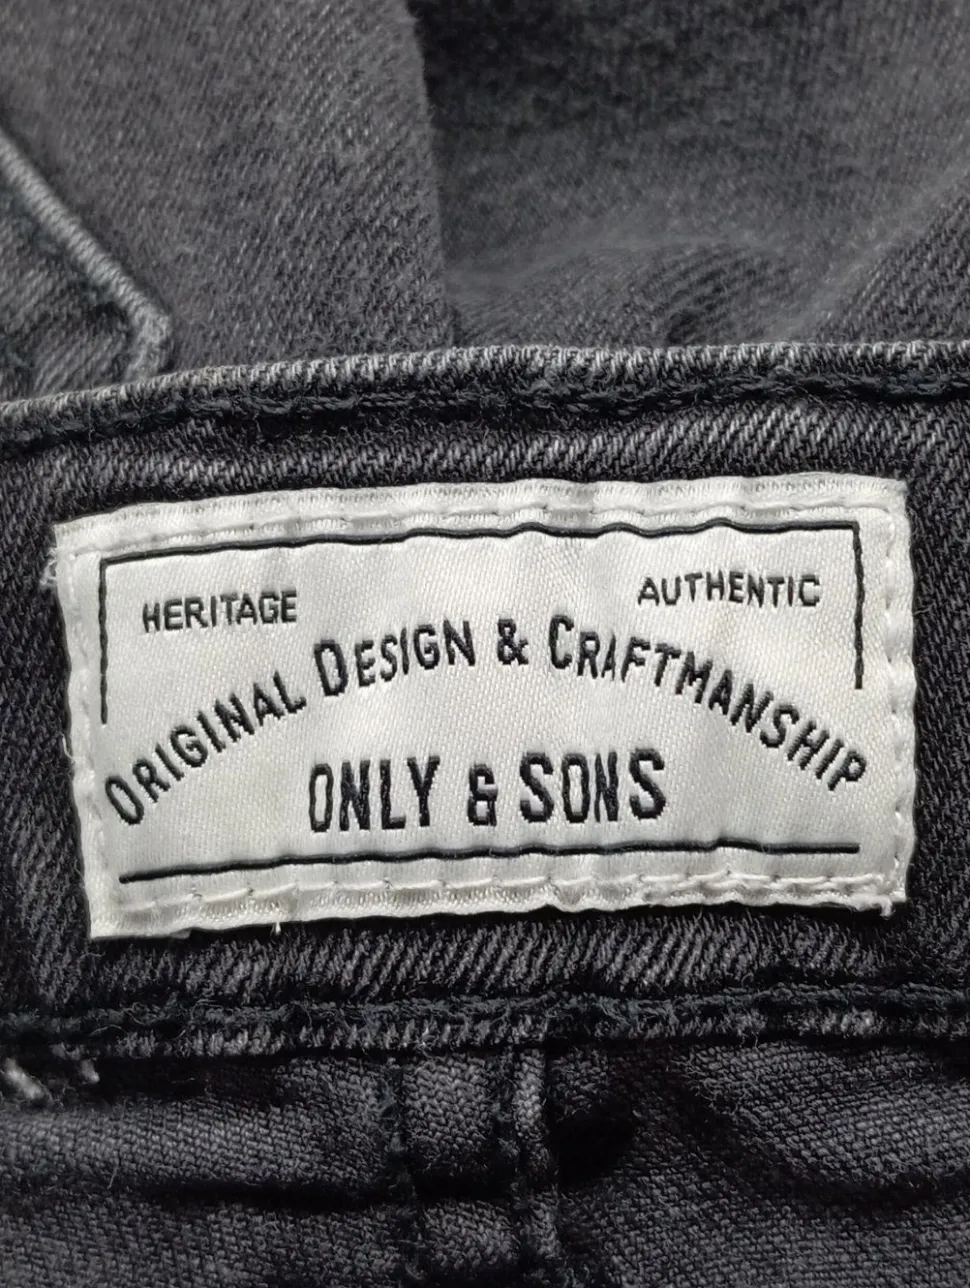 HERITAGE AUTHENTIC
ORIGINAL DESIGN & CRAFTMANSHIP
ONLY & SONS